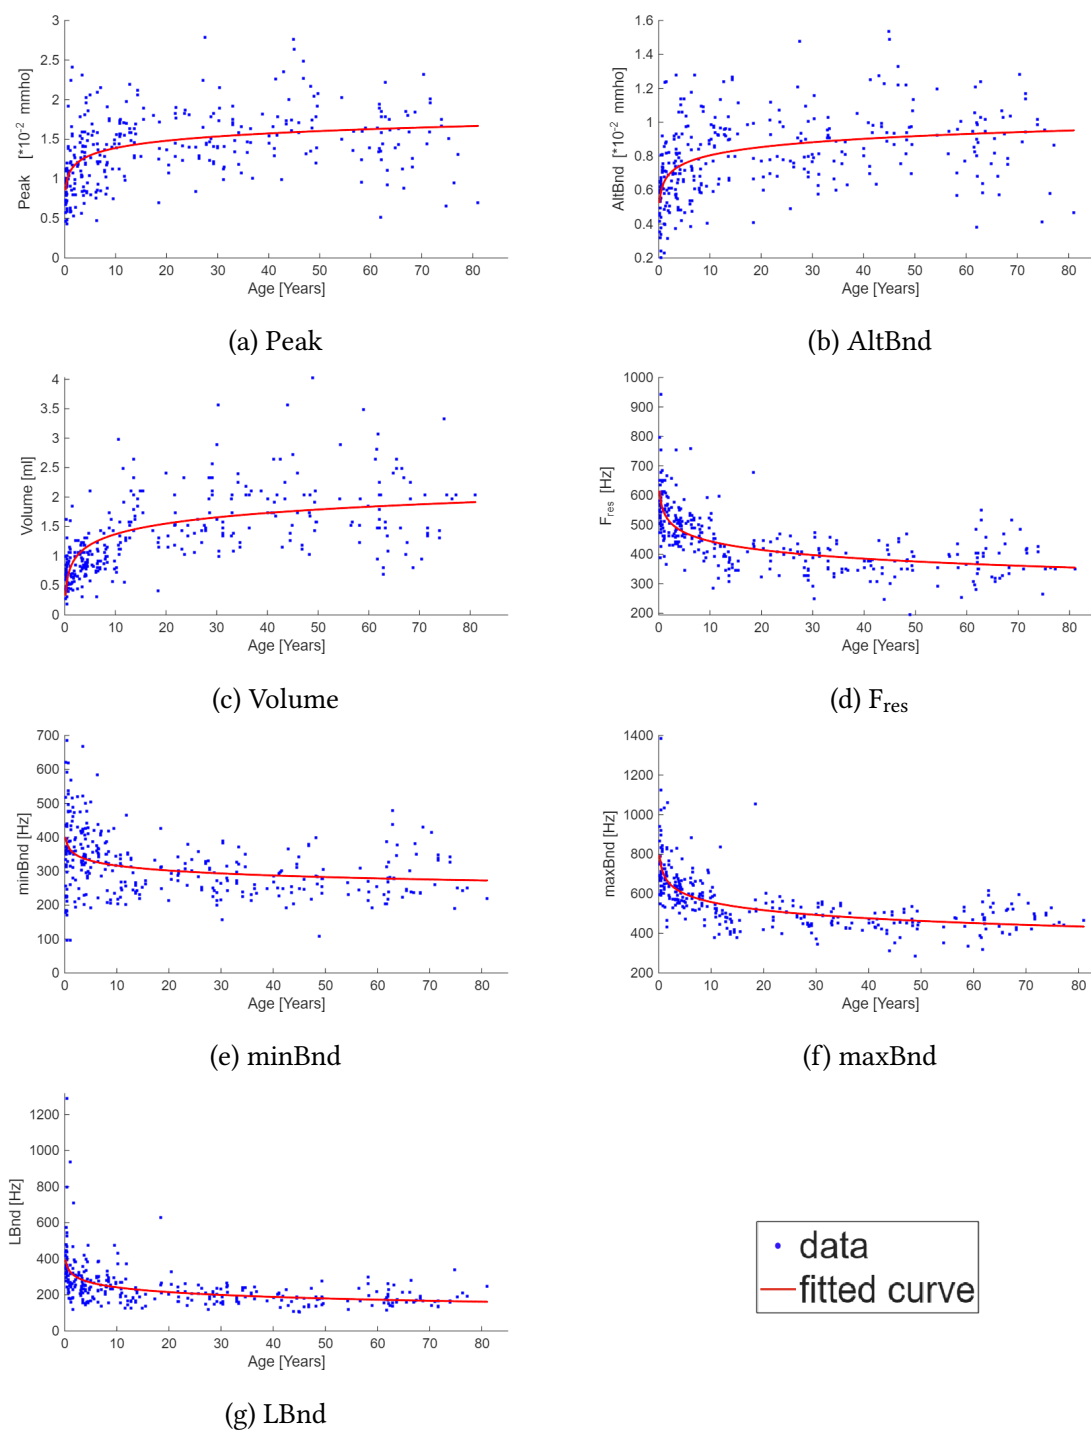 3
2.5
2
1.5
1
0.5
0
Peak [*10⁻² mmho]
0 10 20 30 40 50 60 70 80
Age [Years]
(a) Peak
1.6
1.4
1.2
1
0.8
0.6
0.4
0.2
AltBnd [*10⁻² mmho]
0 10 20 30 40 50 60 70 80
Age [Years]
(b) AltBnd
4
3.5
3
2.5
2
1.5
1
0.5
0
Volume [ml]
0 10 20 30 40 50 60 70 80
Age [Years]
(c) Volume
1000
900
800
700
600
500
400
300
200
F_res [Hz]
0 10 20 30 40 50 60 70 80
Age [Years]
(d) F_res
700
600
500
400
300
200
100
0
minBnd [Hz]
0 10 20 30 40 50 60 70 80
Age [Years]
(e) minBnd
1400
1200
1000
800
600
400
200
maxBnd [Hz]
0 10 20 30 40 50 60 70 80
Age [Years]
(f) maxBnd
1200
1000
800
600
400
200
0
LBnd [Hz]
0 10 20 30 40 50 60 70 80
Age [Years]
(g) LBnd
data
fitted curve